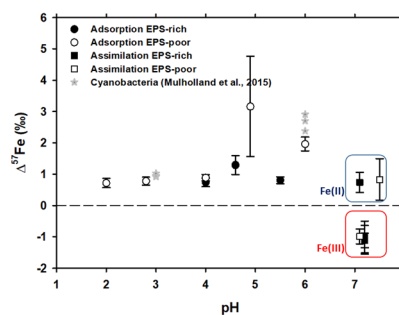 6
5
4
3
2
1
0
-1
-2
Δ⁵⁷Fe (‰)
Adsorption EPS-rich
Adsorption EPS-poor
Assimilation EPS-rich
Assimilation EPS-poor
Cyanobacteria (Mulholland et al., 2015)
Fe(II)
Fe(III)
1 2 3 4 5 6 7 8
pH